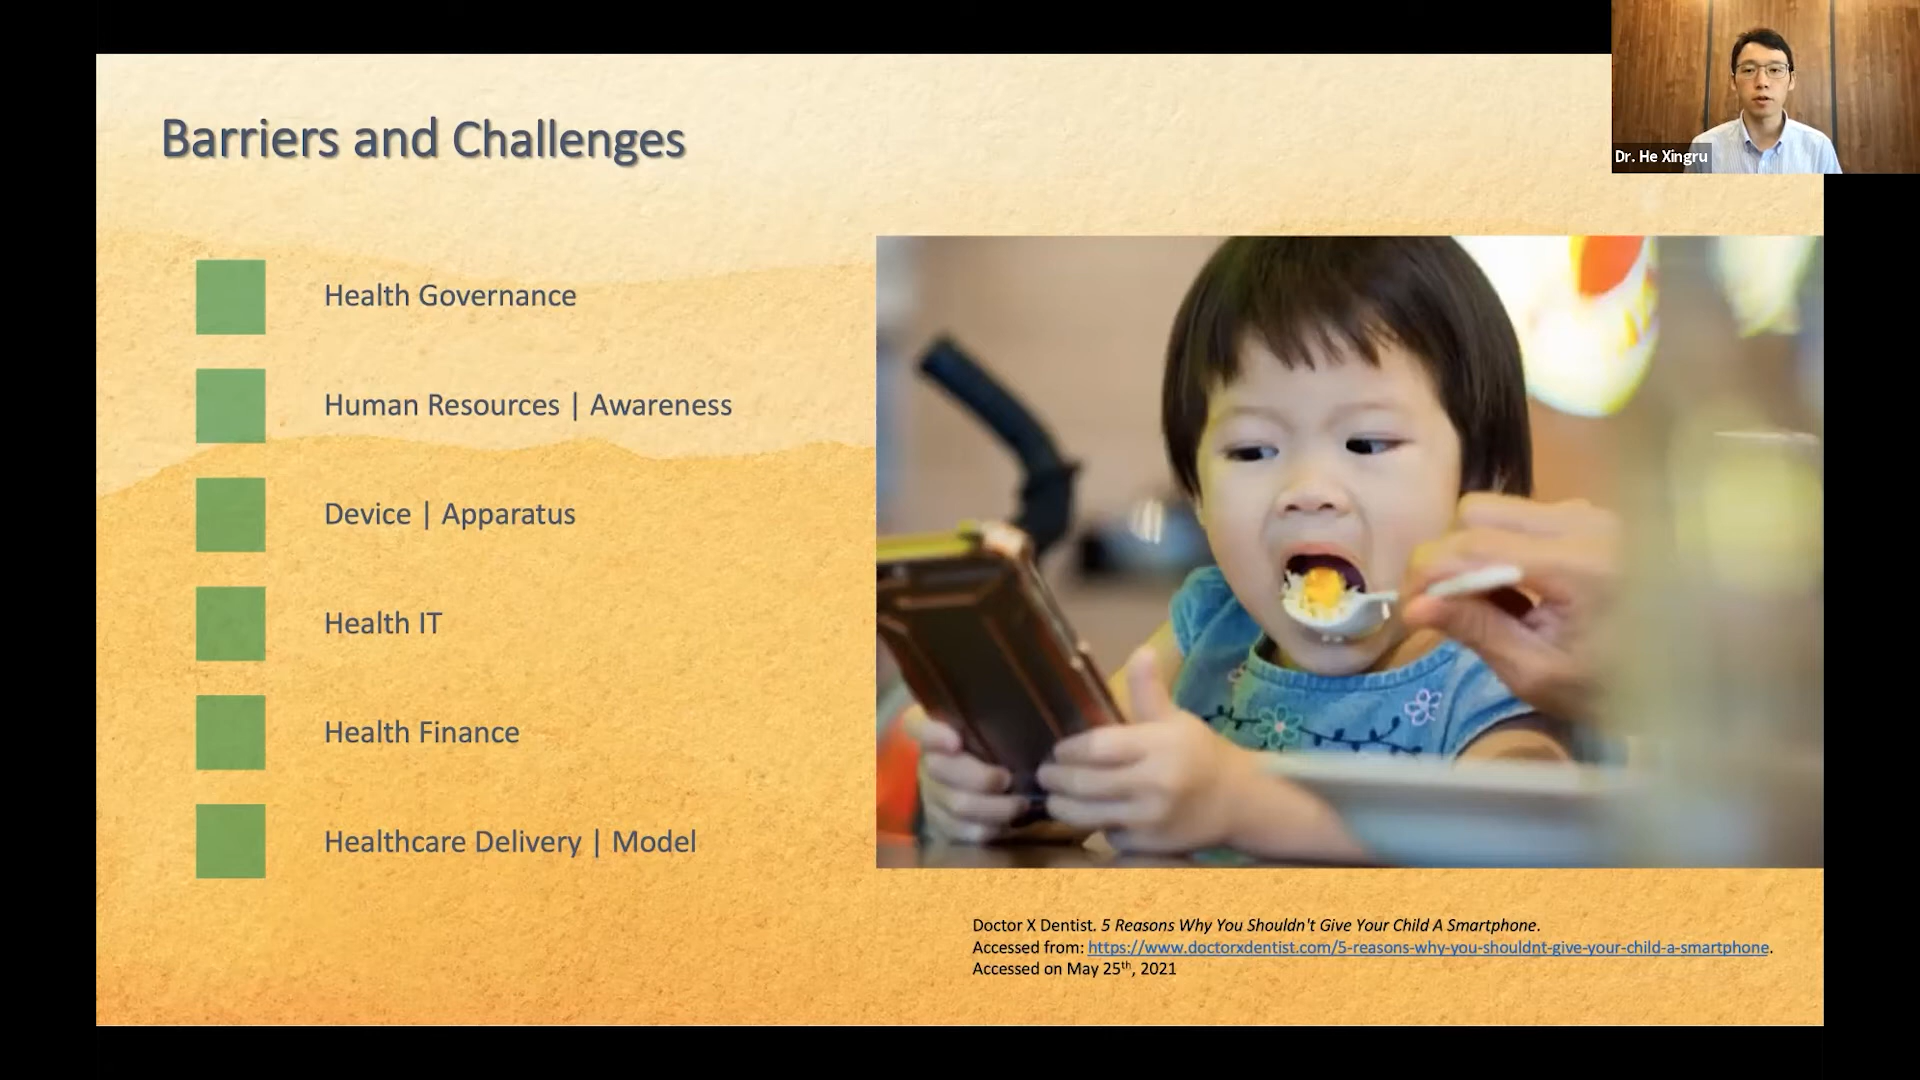 Dr. He Xingru
Barriers and Challenges
Health Governance
Human Resources | Awareness
Device | Apparatus
Health IT
Health Finance
Healthcare Delivery | Model
Doctor X Dentist. 5 Reasons Why You Shouldn't Give Your Child A Smartphone.
Accessed from: https://www.doctorxdentist.com/5-reasons-why-you-shouldnt-give-your-child-a-smartphone.
Accessed on May 25th, 2021